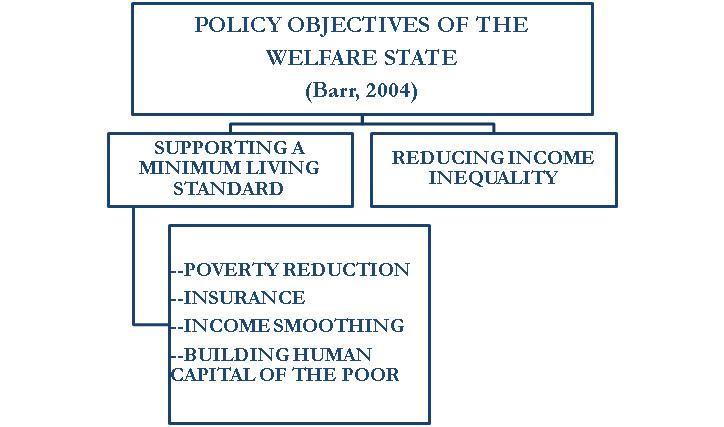 POLICY OBJECTIVES OF THE
WELFARE STATE
(Barr, 2004)
SUPPORTING A
MINIMUM LIVING
STANDARD
REDUCING INCOME
INEQUALITY
--POVERTY REDUCTION
--INSURANCE
--INCOME SMOOTHING
--BUILDING HUMAN
CAPITAL OF THE POOR